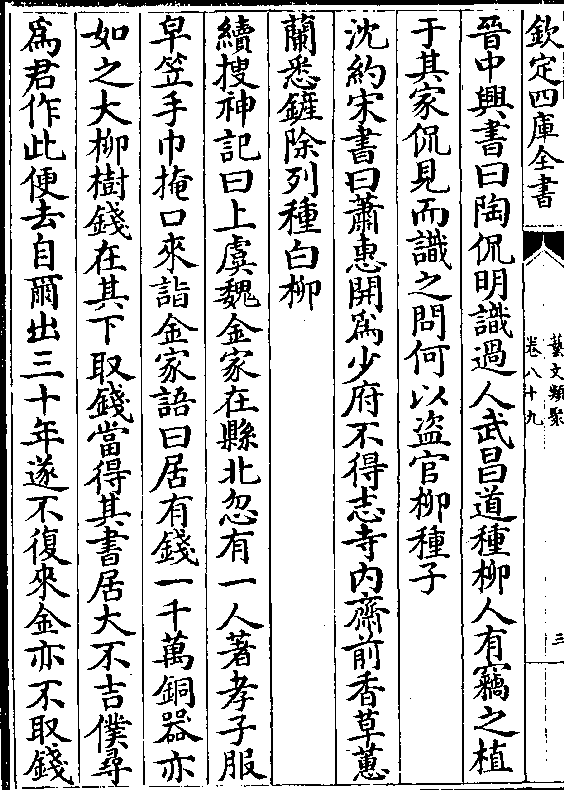 欽定四庫全書
藝文類聚
卷八十九
三
晉中興書曰陶侃明識過人武昌道種柳人有竊之植
于其家侃見而識之問何以盗官柳種子
沈約宋書曰蕭惠開爲少府不得志寺内齋前香草蕙
蘭悉鏟除列種白柳
續搜神記曰上虞魏金家在縣北忽有一人著孝子服
皁笠手巾掩口來詣金家語曰居有錢一千萬銅器亦
如之大柳樹錢在其下取錢當得其書居大不吉僕尋
爲君作此便去自爾出三十年遂不復來金亦不取錢